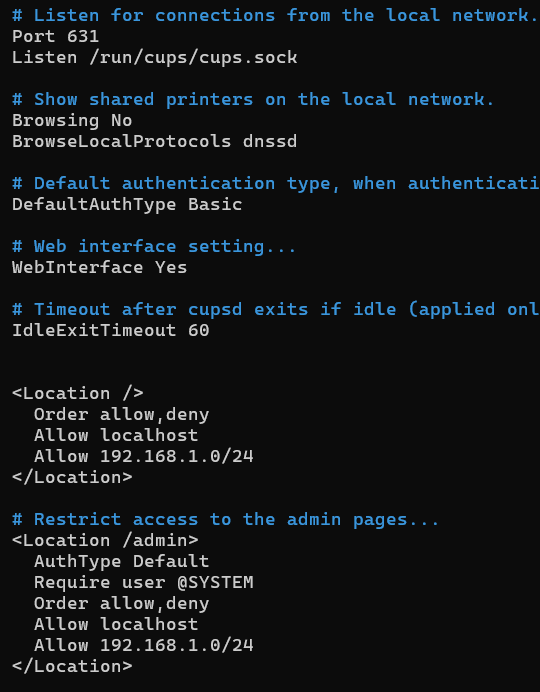 # Listen for connections from the local network.
Port 631
Listen /run/cups/cups.sock

# Show shared printers on the local network.
Browsing No
BrowseLocalProtocols dnssd

# Default authentication type, when authenticati
DefaultAuthType Basic

# Web interface setting...
WebInterface Yes

# Timeout after cupsd exits if idle (applied onl
IdleExitTimeout 60


<Location />
  Order allow,deny
  Allow localhost
  Allow 192.168.1.0/24
</Location>

# Restrict access to the admin pages...
<Location /admin>
  AuthType Default
  Require user @SYSTEM
  Order allow,deny
  Allow localhost
  Allow 192.168.1.0/24
</Location>